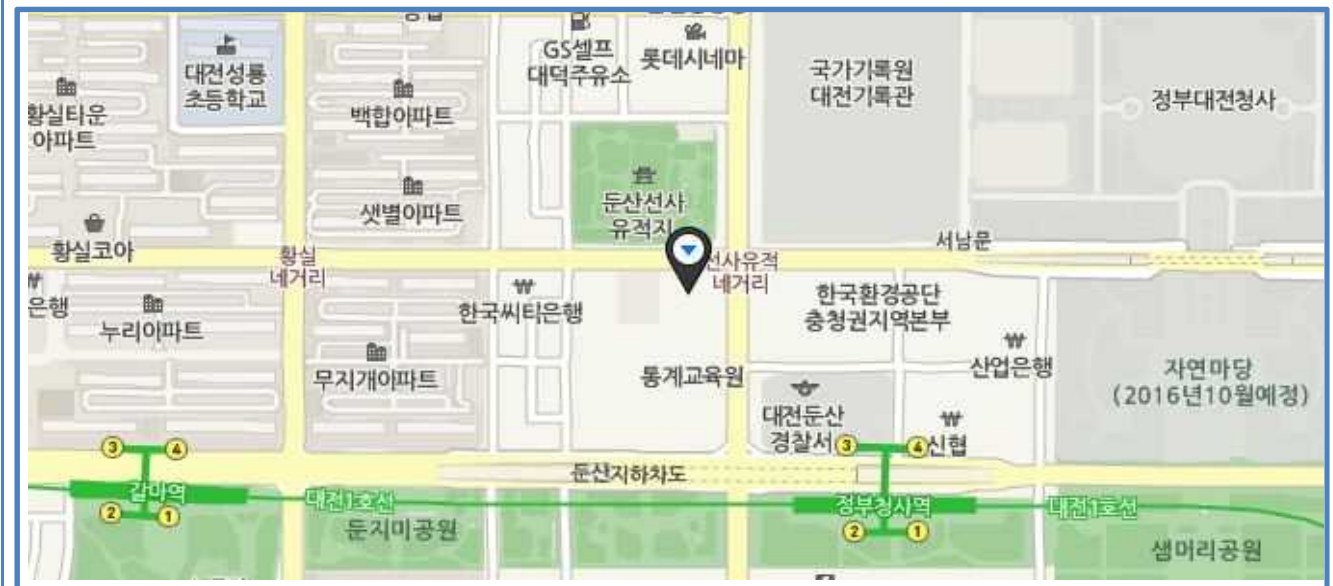 GS셀프
대덕주유소
롯데시네마
대전성룡
초등학교
국가기록원
대전기록관
정부대전청사
황실타운
아파트
백합아파트
샛별아파트
둔산선사
유적지
황실코아
황실
네거리
선사유적
네거리
서남문
은행
누리아파트
한국씨티은행
한국환경공단
충청권지역본부
무지개아파트
통계교육원
산업은행
자연마당
(2016년10월예정)
대전둔산
경찰서
신협
3
4
3
4
둔산지하차도
갈마역
대전1호선
정부청사역
대전1호선
2
1
2
1
둔지미공원
샘머리공원